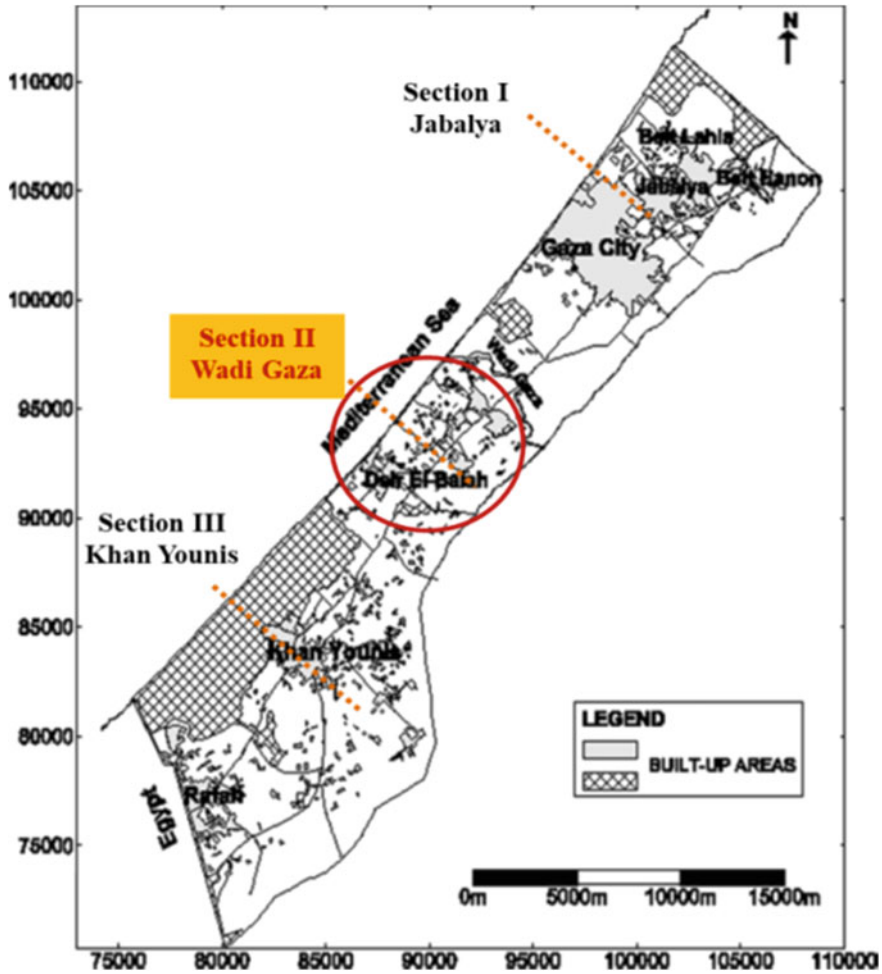 N
110000
105000
100000
95000
90000
85000
80000
75000
Section I
Jabalya
Beit Lahia
Jabalya
Beit Hanon
Gaza City
Mediterranean Sea
Section II
Wadi Gaza
Wadi Gaza
Deir El-Balah
Section III
Khan Younis
Khan Younis
Rafah
Egypt
LEGEND
BUILT-UP AREAS
0m 5000m 10000m 15000m
75000 80000 85000 90000 95000 100000 105000 110000